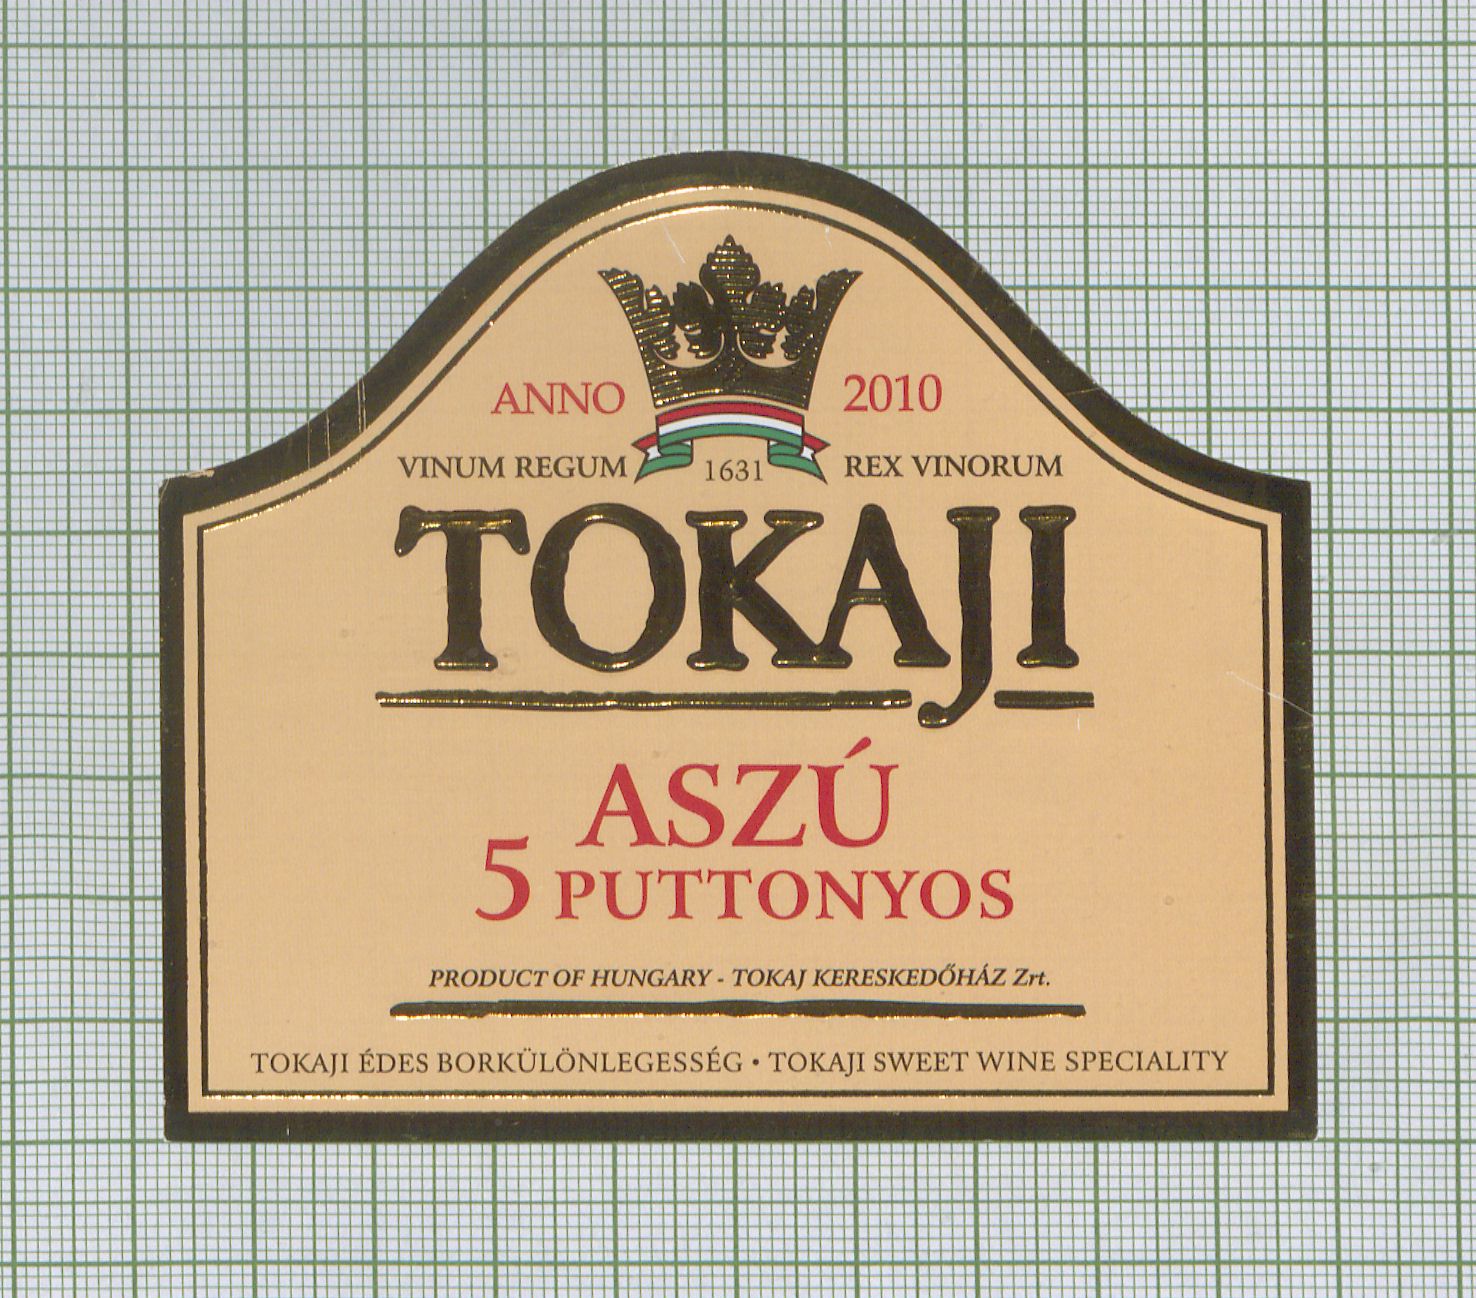 ANNO 2010
VINUM REGUM 1631 REX VINORUM
TOKAJI
ASZÚ
5 PUTTONYOS
PRODUCT OF HUNGARY - TOKAJ KERESKEDŐHÁZ Zrt.
TOKAJI ÉDES BORKÜLÖNLEGESSÉG • TOKAJI SWEET WINE SPECIALITY